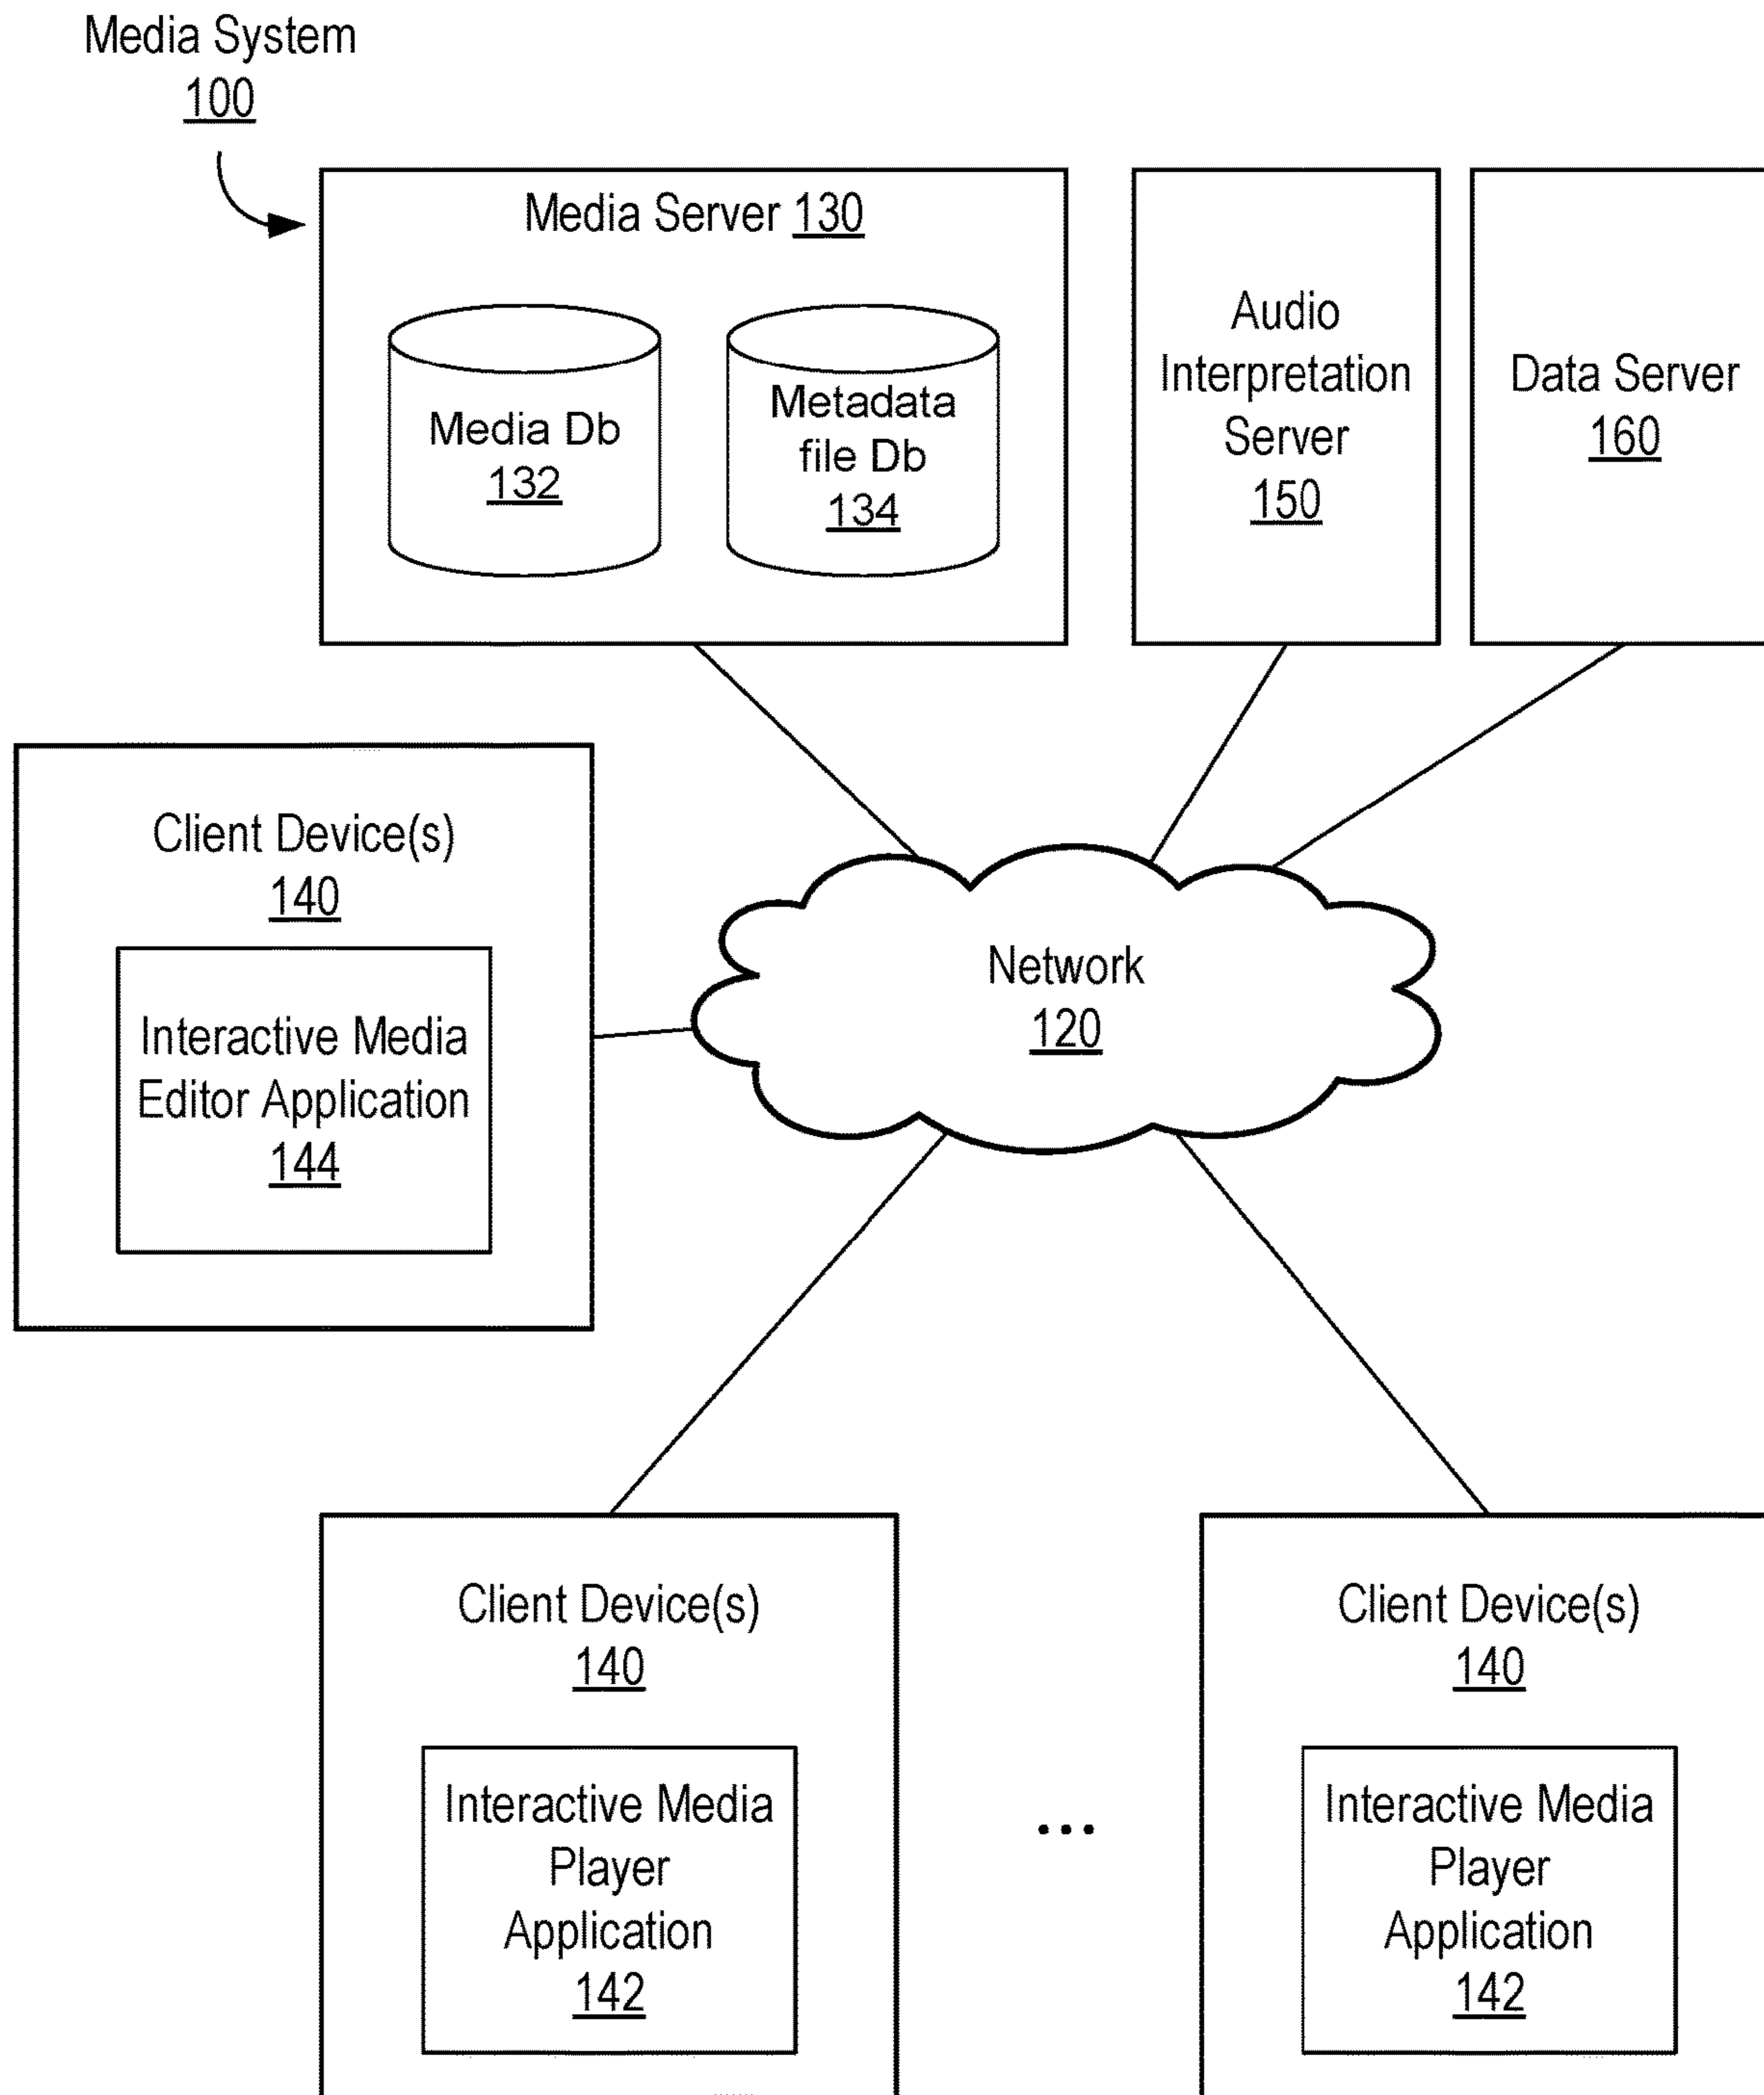 Media System
100
Media Server 130
Media Db
132
Metadata
file Db
134
Audio
Interpretation
Server
150
Data Server
160
Client Device(s)
140
Interactive Media
Editor Application
144
Network
120
Client Device(s)
140
Interactive Media
Player
Application
142
...
Client Device(s)
140
Interactive Media
Player
Application
142